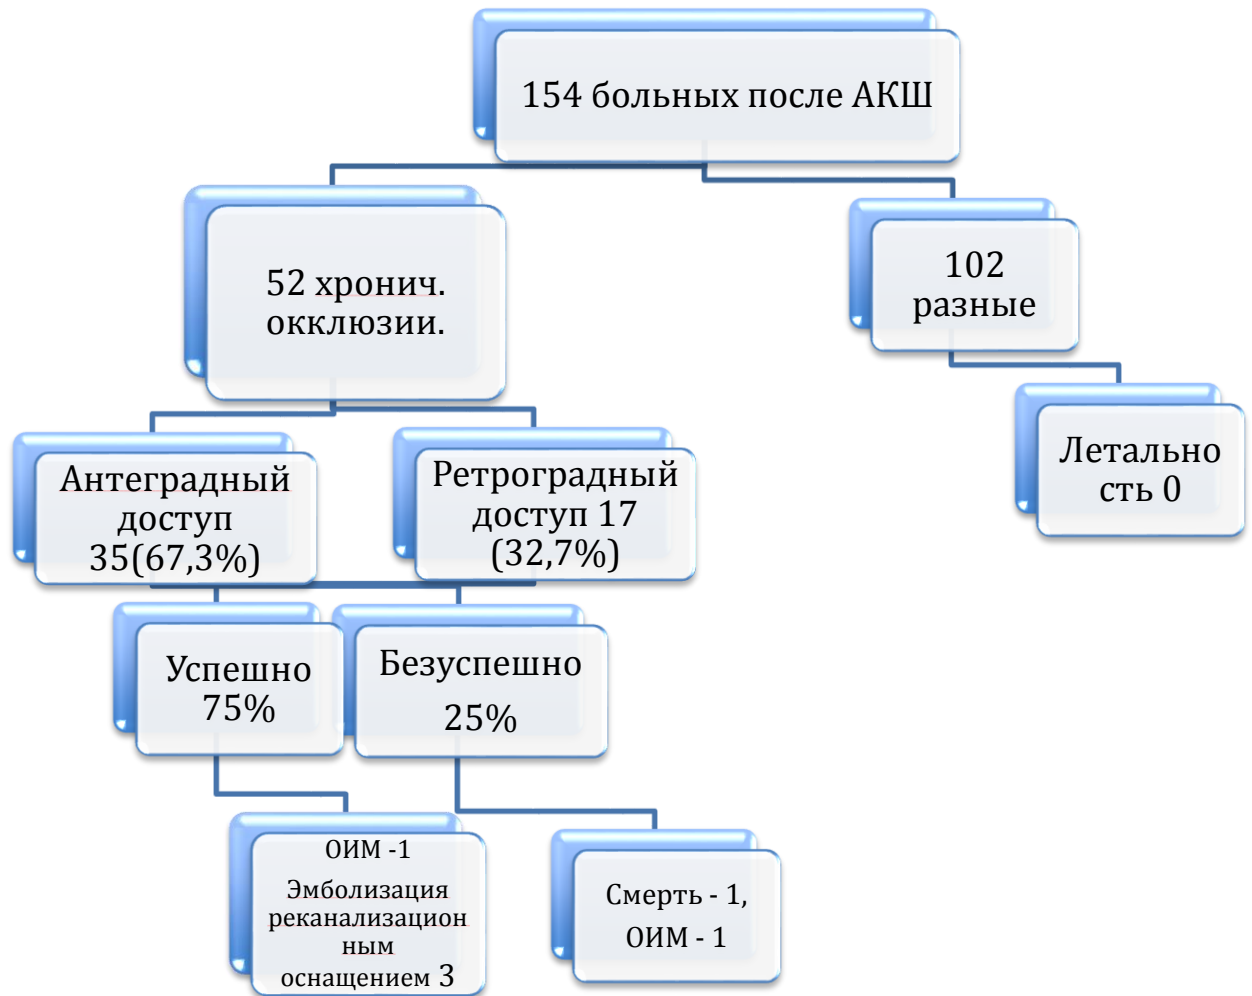 154 больных после АКШ
52 хронич.
окклюзии.
102
разные
Летально
сть 0
Антеградный
доступ
35(67,3%)
Ретроградный
доступ 17
(32,7%)
Успешно
75%
Безуспешно
25%
ОИМ -1
Эмболизация
реканализацион
ным
оснащением 3
Смерть - 1,
ОИМ - 1